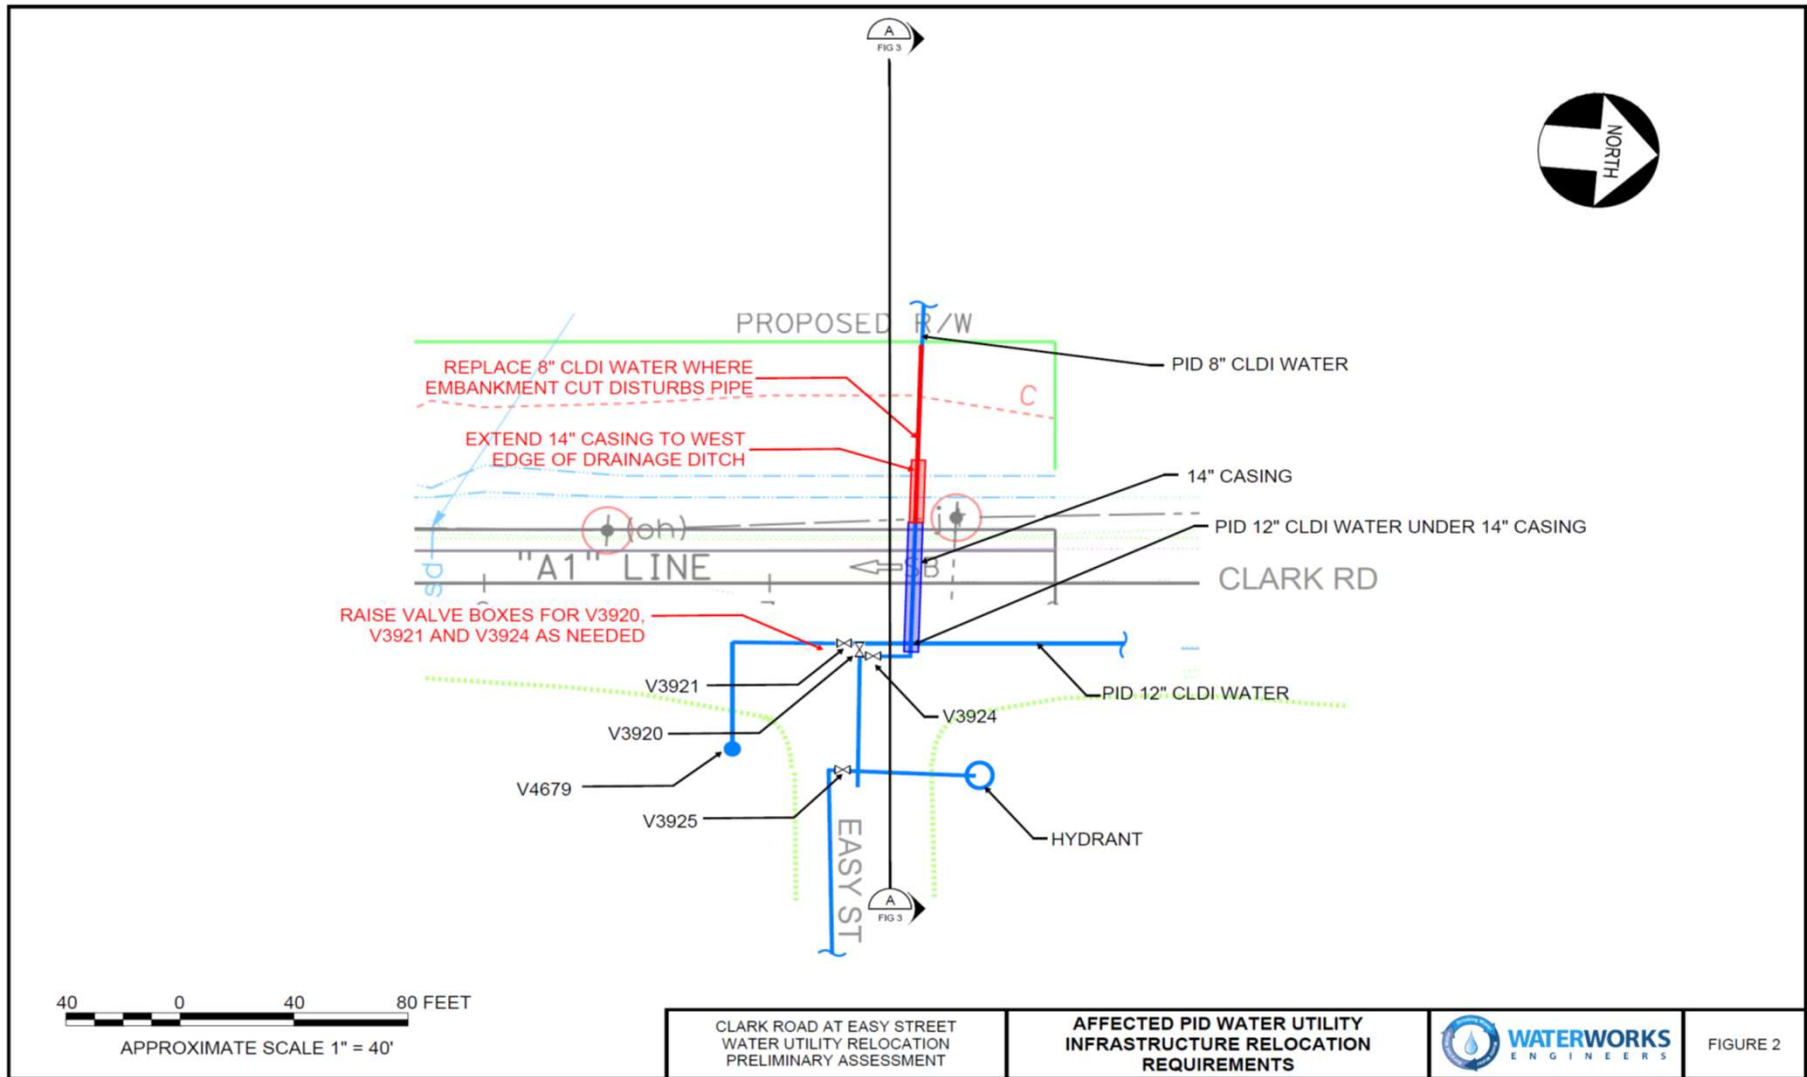 A
FIG 3
NORTH
PROPOSED R/W
REPLACE 8" CLDI WATER WHERE
EMBANKMENT CUT DISTURBS PIPE
PID 8" CLDI WATER
C
EXTEND 14" CASING TO WEST
EDGE OF DRAINAGE DITCH
14" CASING
PID 12" CLDI WATER UNDER 14" CASING
(oh)
"A1" LINE
SB
CLARK RD
sd
RAISE VALVE BOXES FOR V3920,
V3921 AND V3924 AS NEEDED
V3921
PID 12" CLDI WATER
V3924
V3920
V4679
V3925
HYDRANT
EASY ST
A
FIG 3
40 0 40 80 FEET
APPROXIMATE SCALE 1" = 40'
CLARK ROAD AT EASY STREET
WATER UTILITY RELOCATION
PRELIMINARY ASSESSMENT
AFFECTED PID WATER UTILITY
INFRASTRUCTURE RELOCATION
REQUIREMENTS
WATERWORKS
ENGINEERS
FIGURE 2